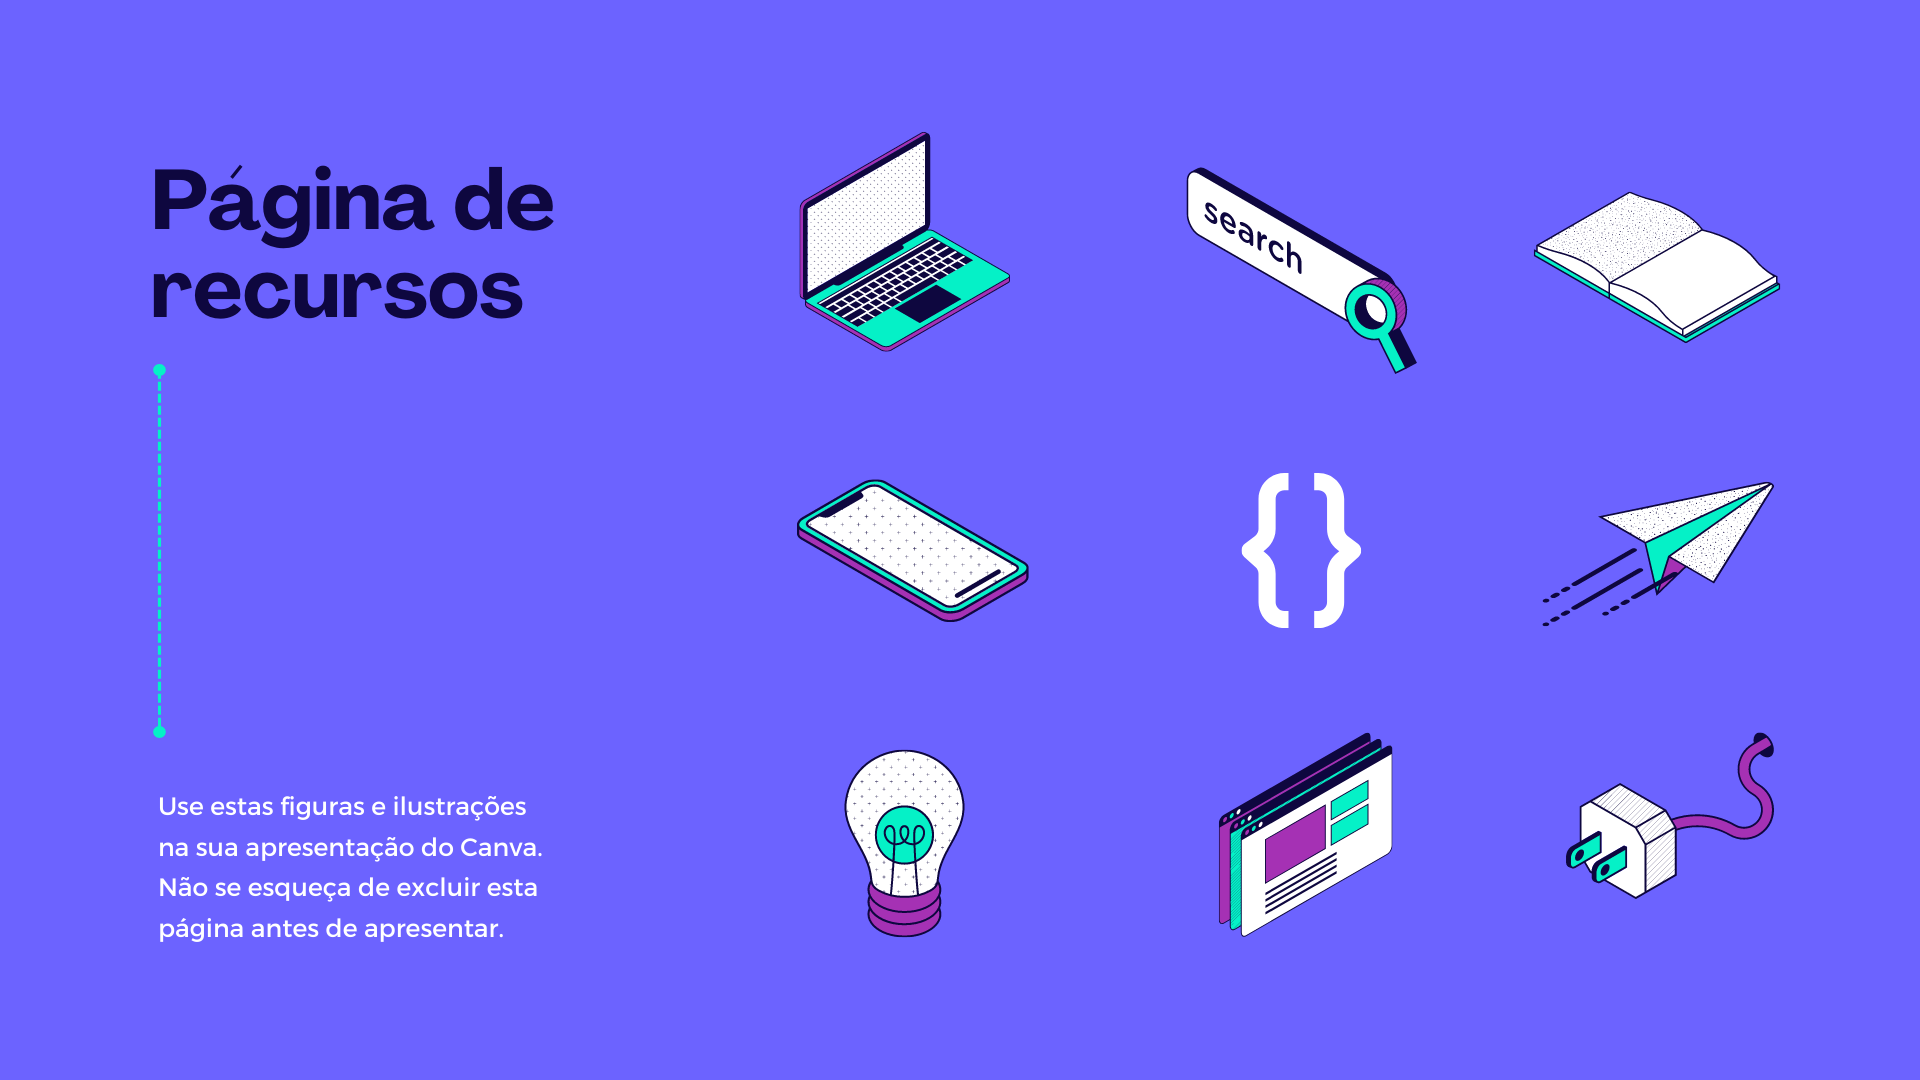 Página de
recursos
search
Use estas figuras e ilustrações
na sua apresentação do Canva.
Não se esqueça de excluir esta
página antes de apresentar.